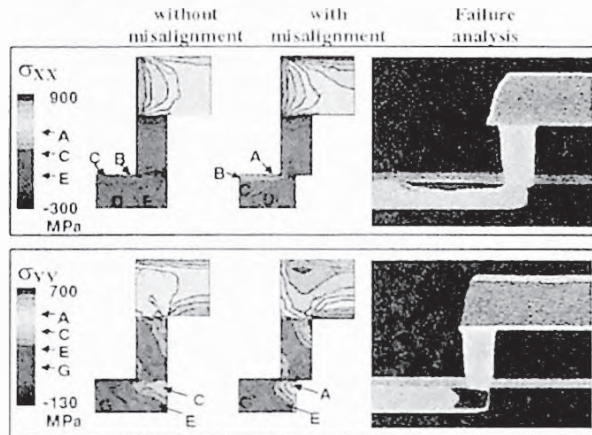 without misalignment
with misalignment
Failure analysis
σXX
900
A
C
E
-300
MPa
C
B
D
E
A
B
C
D
σYY
700
A
C
E
G
-130
MPa
A
G
C
E
A
C
E